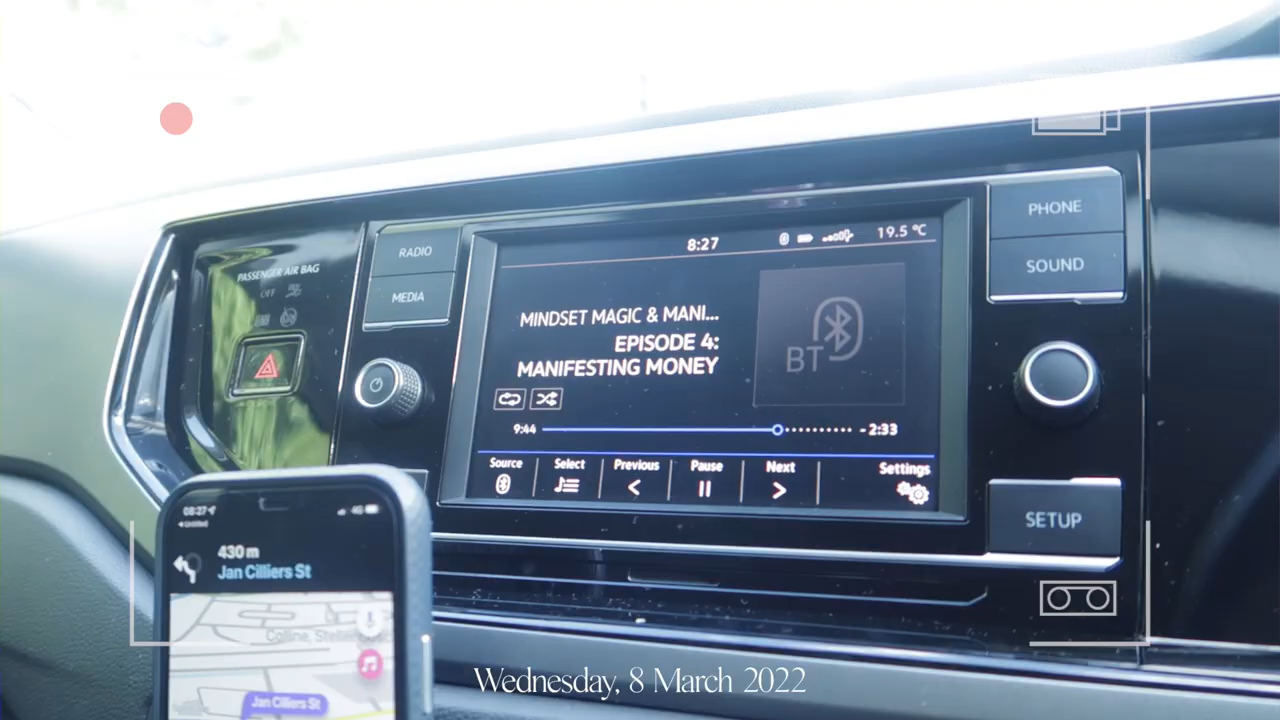 PASSENGER AIR BAG
OFF
RADIO
MEDIA
8:27
19.5 °C
MINDSET MAGIC & MANI...
EPISODE 4:
MANIFESTING MONEY
BT
9:44
-2:33
Source
Select
Previous
Pause
Next
Settings
PHONE
SOUND
SETUP
08:27
4G
430 m
Jan Cilliers St
Jan Cilliers St
Wednesday, 8 March 2022